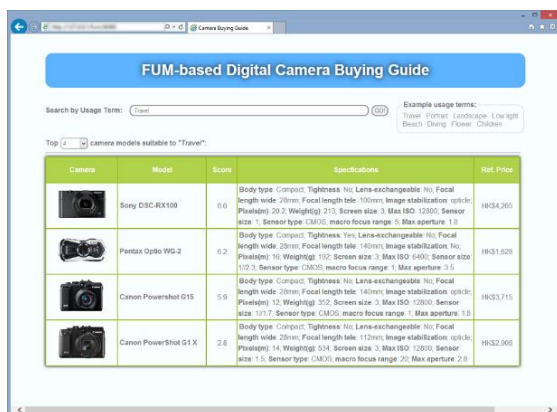 Camera Buying Guide
FUM-based Digital Camera Buying Guide
Search by Usage Term:
Travel
GO!
Example usage terms:
Travel Portrait Landscape Low light
Beach Diving Flower Children
Top 4 camera models suitable to "Travel":
Camera Model Score Specifications Ref. Price
Sony DSC-RX100 6.6
Body type: Compact; Tightness: No; Lens-exchangeable: No; Focal
length wide: 28mm; Focal length tele: 100mm; Image stabilization: opticle;
Pixels(m): 20.2; Weight(g): 213; Screen size: 3; Max ISO: 12800; Sensor
size: 1; Sensor type: CMOS; macro focus range: 5; Max aperture: 1.8
HK$4,265
Pentax Optio WG-2 6.2
Body type: Compact; Tightness: Yes; Lens-exchangeable: No; Focal
length wide: 28mm; Focal length tele: 140mm; Image stabilization: No;
Pixels(m): 16; Weight(g): 192; Screen size: 3; Max ISO: 6400; Sensor size:
1/2.3; Sensor type: CMOS; macro focus range: 1; Max aperture: 3.5
HK$1,628
Canon Powershot G15 5.9
Body type: Compact; Tightness: No; Lens-exchangeable: No; Focal
length wide: 28mm; Focal length tele: 140mm; Image stabilization: opticle;
Pixels(m): 12; Weight(g): 352; Screen size: 3; Max ISO: 12800; Sensor
size: 1/1.7; Sensor type: CMOS; macro focus range: 1; Max aperture: 1.8
HK$3,715
Canon PowerShot G1 X 2.8
Body type: Compact; Tightness: No; Lens-exchangeable: No; Focal
length wide: 28mm; Focal length tele: 112mm; Image stabilization: opticle;
Pixels(m): 14; Weight(g): 534; Screen size: 3; Max ISO: 12800; Sensor
size: 1.5; Sensor type: CMOS; macro focus range: 20; Max aperture: 2.8
HK$2,908